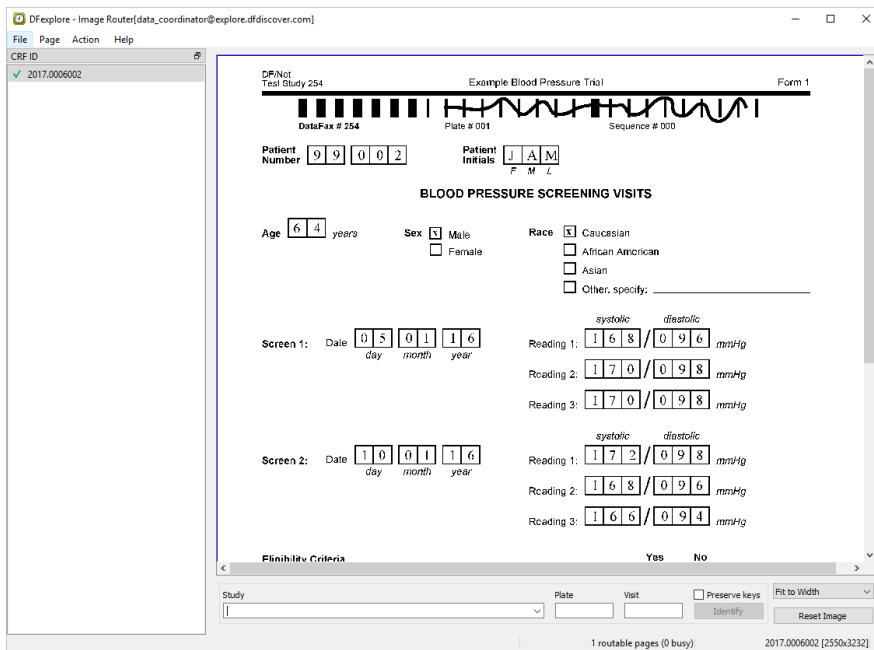 DFexplore - Image Router[data_coordinator@explore.dfdiscover.com]
File Page Action Help
CRF ID
2017.0006002
DF/Net
Test Study 254 Example Blood Pressure Trial Form 1
DataFax # 254 Plate # 001 Sequence # 000
Patient Number 9 9 0 0 2 Patient Initials J A M
F M L
BLOOD PRESSURE SCREENING VISITS
Age 6 4 years Sex x Male Race x Caucasian
Female African American
Asian
Other, specify:
systolic diastolic
Screen 1: Date 0 5 0 1 1 6 Reading 1: 1 6 8 / 0 9 6 mmHg
day month year
Reading 2: 1 7 0 / 0 9 8 mmHg
Reading 3: 1 7 0 / 0 9 8 mmHg
systolic diastolic
Screen 2: Date 1 0 0 1 1 6 Reading 1: 1 7 2 / 0 9 8 mmHg
day month year
Reading 2: 1 6 8 / 0 9 6 mmHg
Reading 3: 1 6 6 / 0 9 4 mmHg
Eligibility Criteria Yes No
Study Plate Visit Preserve keys Fit to Width
Identify Reset Image
1 routable pages (0 busy) 2017.0006002 [2550x3232]